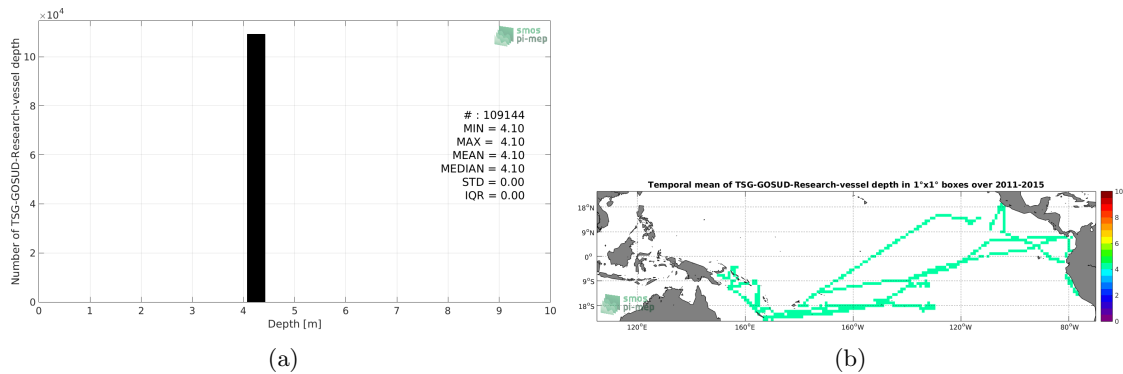 ×10⁴
smos
pi-mep
10
8
6
4
2
0
Number of TSG-GOSUD-Research-vessel depth
# : 109144
MIN = 4.10
MAX = 4.10
MEAN = 4.10
MEDIAN = 4.10
STD = 0.00
IQR = 0.00
0 1 2 3 4 5 6 7 8 9 10
Depth [m]
(a)
Temporal mean of TSG-GOSUD-Research-vessel depth in 1°x1° boxes over 2011-2015
18°N
9°N
0°
9°S
18°S
smos
pi-mep
120°E 160°E 160°W 120°W 80°W
10
8
6
4
2
0
(b)